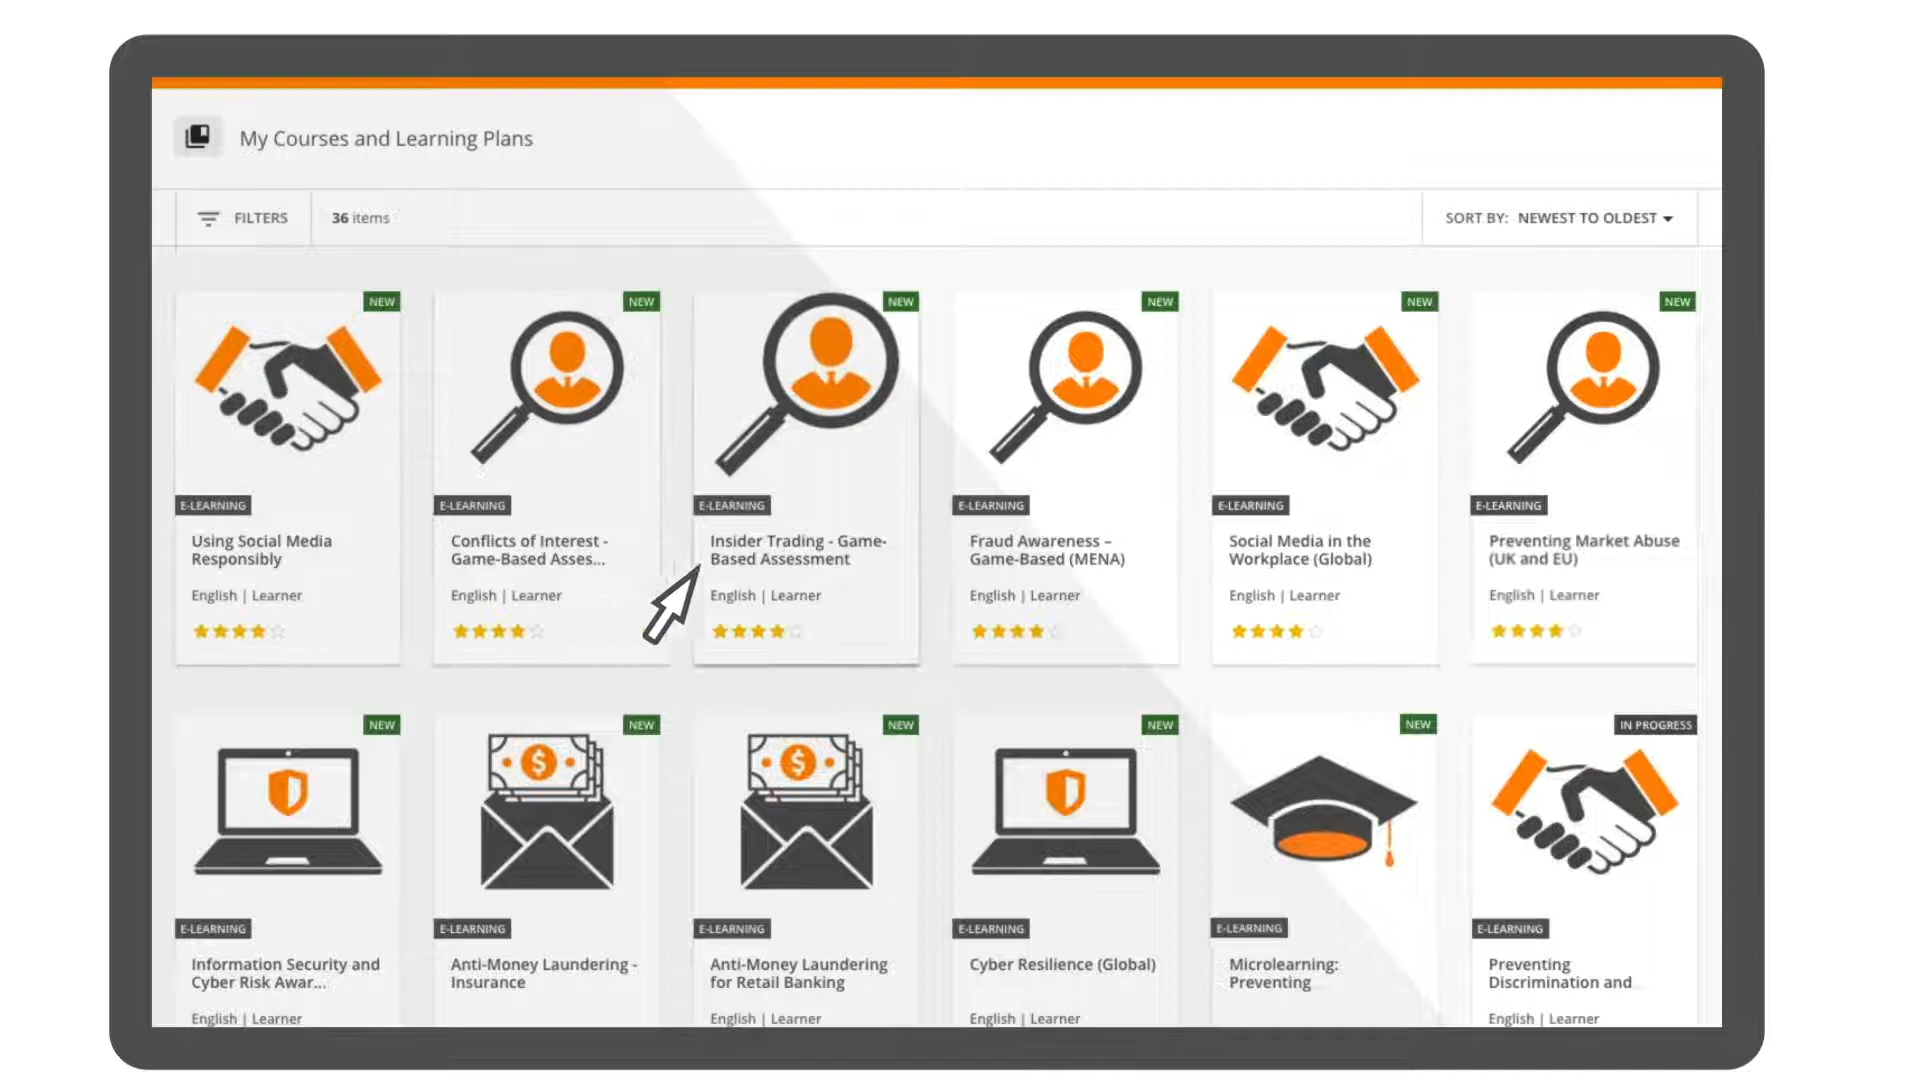 My Courses and Learning Plans
FILTERS
36 items
SORT BY: NEWEST TO OLDEST
NEW
E-LEARNING
Using Social Media
Responsibly
English | Learner
NEW
E-LEARNING
Conflicts of Interest -
Game-Based Asses...
English | Learner
NEW
E-LEARNING
Insider Trading - Game-
Based Assessment
English | Learner
NEW
E-LEARNING
Fraud Awareness –
Game-Based (MENA)
English | Learner
NEW
E-LEARNING
Social Media in the
Workplace (Global)
English | Learner
NEW
E-LEARNING
Preventing Market Abuse
(UK and EU)
English | Learner
NEW
E-LEARNING
Information Security and
Cyber Risk Awar...
English | Learner
NEW
E-LEARNING
Anti-Money Laundering -
Insurance
NEW
E-LEARNING
Anti-Money Laundering
for Retail Banking
English | Learner
NEW
E-LEARNING
Cyber Resilience (Global)
English | Learner
NEW
E-LEARNING
Microlearning:
Preventing
IN PROGRESS
E-LEARNING
Preventing
Discrimination and
English | Learner